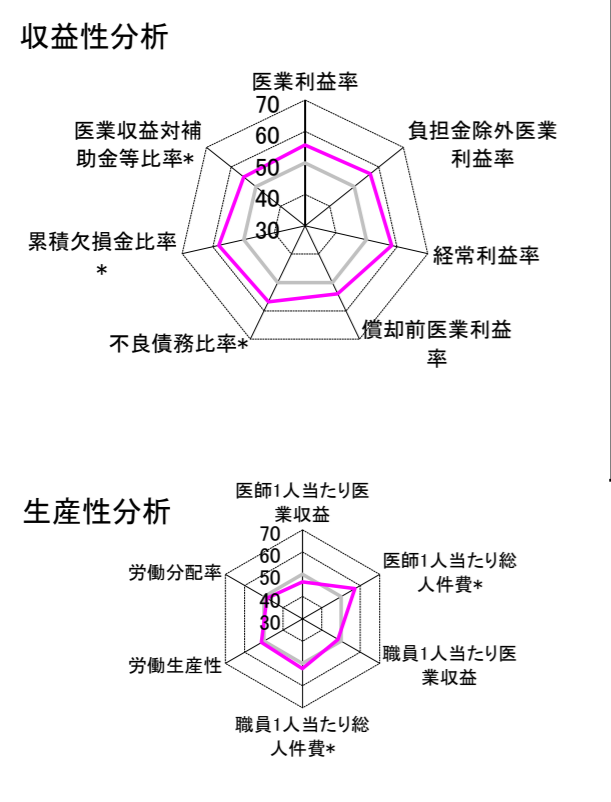 収益性分析
医業利益率
70
60
50
40
30
負担金除外医業
利益率
経常利益率
償却前医業利益
率
不良債務比率*
累積欠損金比率
*
医業収益対補
助金等比率*
生産性分析
医師1人当たり医
業収益
70
60
50
40
30
医師1人当たり総
人件費*
職員1人当たり医
業収益
職員1人当たり総
人件費*
労働生産性
労働分配率